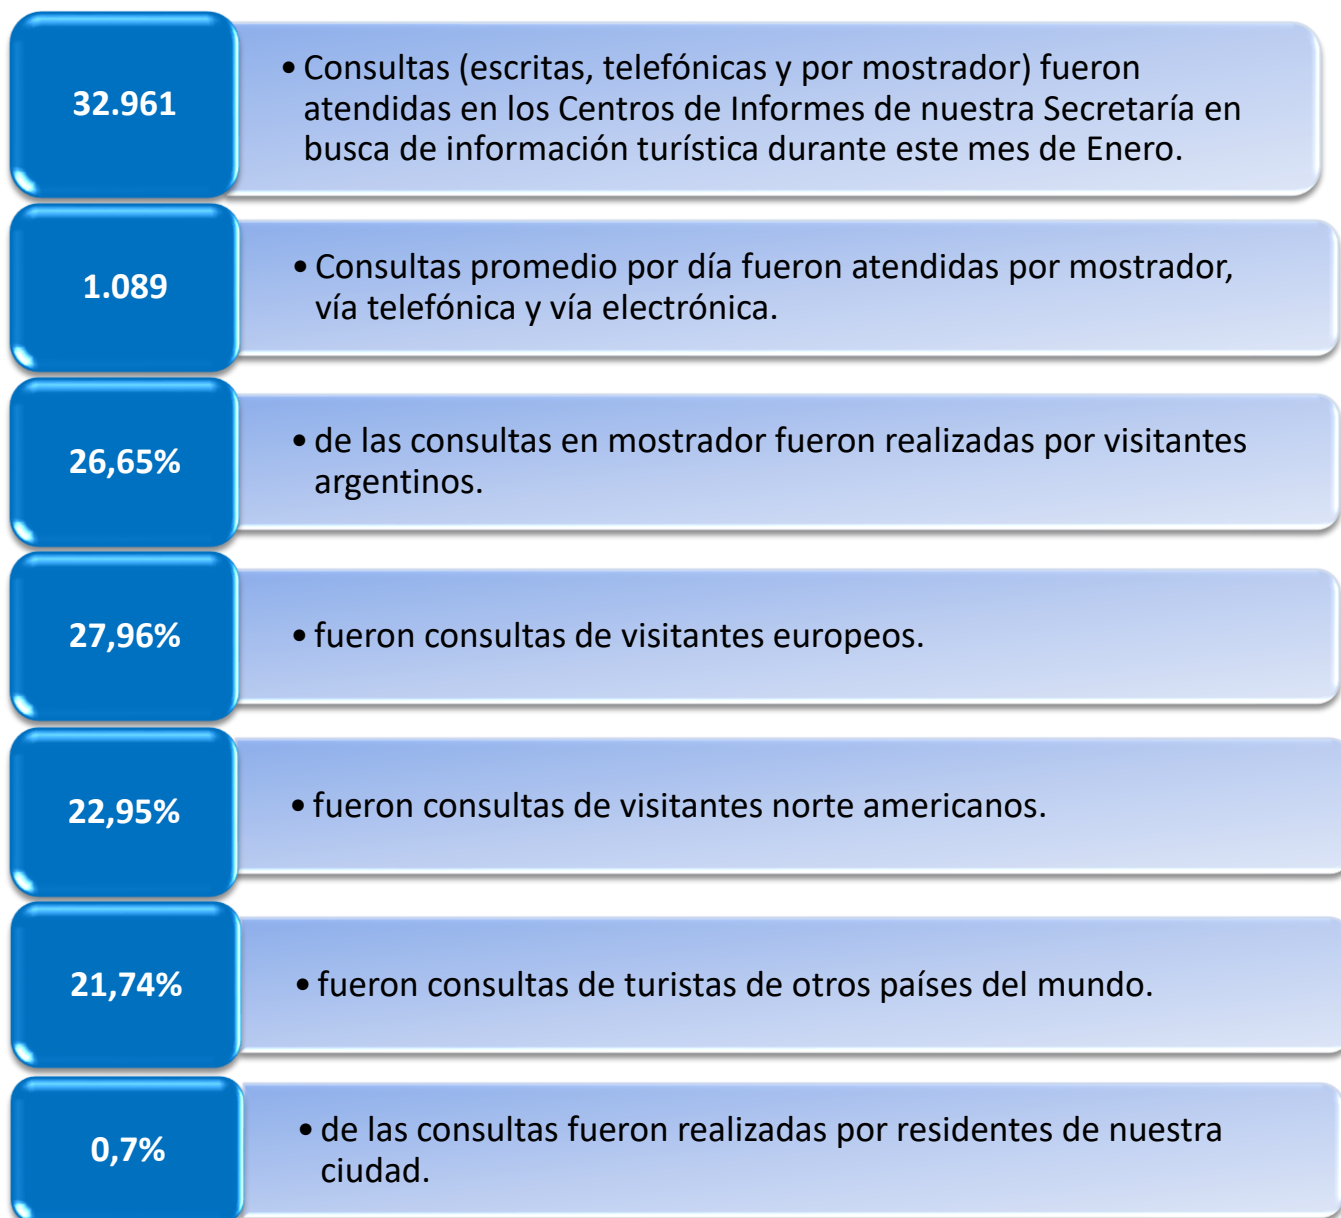 32.961
• Consultas (escritas, telefónicas y por mostrador) fueron
atendidas en los Centros de Informes de nuestra Secretaría en
busca de información turística durante este mes de Enero.
1.089
• Consultas promedio por día fueron atendidas por mostrador,
vía telefónica y vía electrónica.
26,65%
• de las consultas en mostrador fueron realizadas por visitantes
argentinos.
27,96%
• fueron consultas de visitantes europeos.
22,95%
• fueron consultas de visitantes norte americanos.
21,74%
• fueron consultas de turistas de otros países del mundo.
0,7%
• de las consultas fueron realizadas por residentes de nuestra
ciudad.